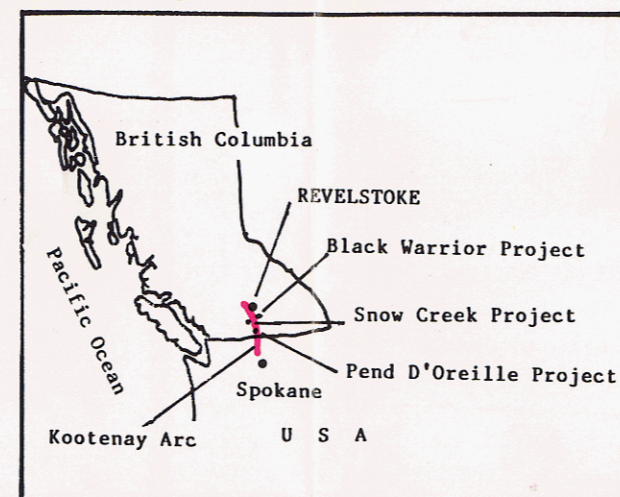 British Columbia
REVELSTOKE
Black Warrior Project
Pacific Ocean
Snow Creek Project
Pend D'Oreille Project
Spokane
Kootenay Arc
U S A